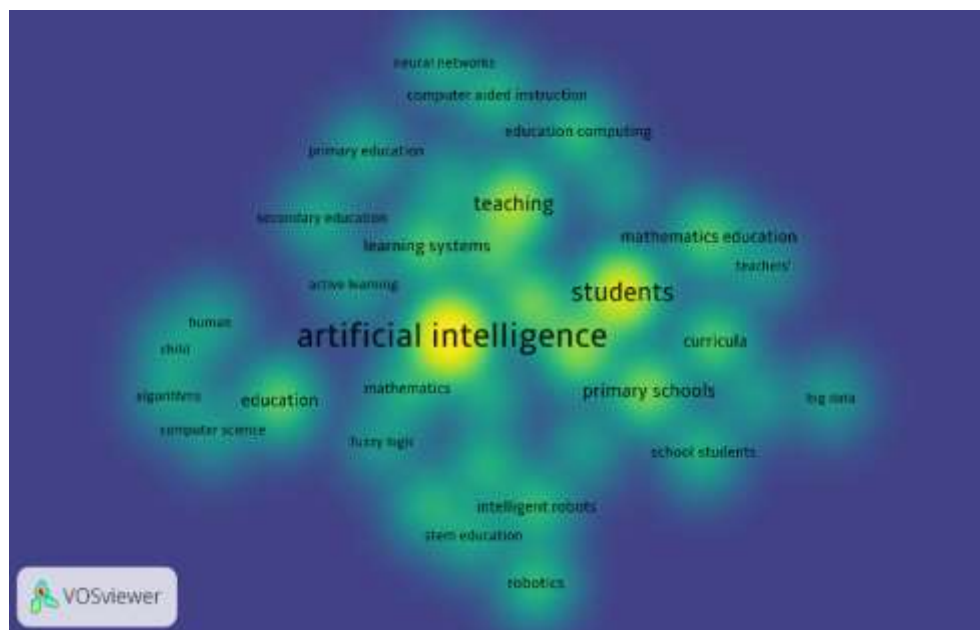 neural networks
computer aided instruction
education computing
primary education
teaching
secondary education
mathematics education
learning systems
teachers'
active learning
students
human
artificial intelligence
curricula
child
mathematics
primary schools
algorithms
education
big data
computer science
fuzzy logic
school students
intelligent robots
stem education
robotics
VOSviewer